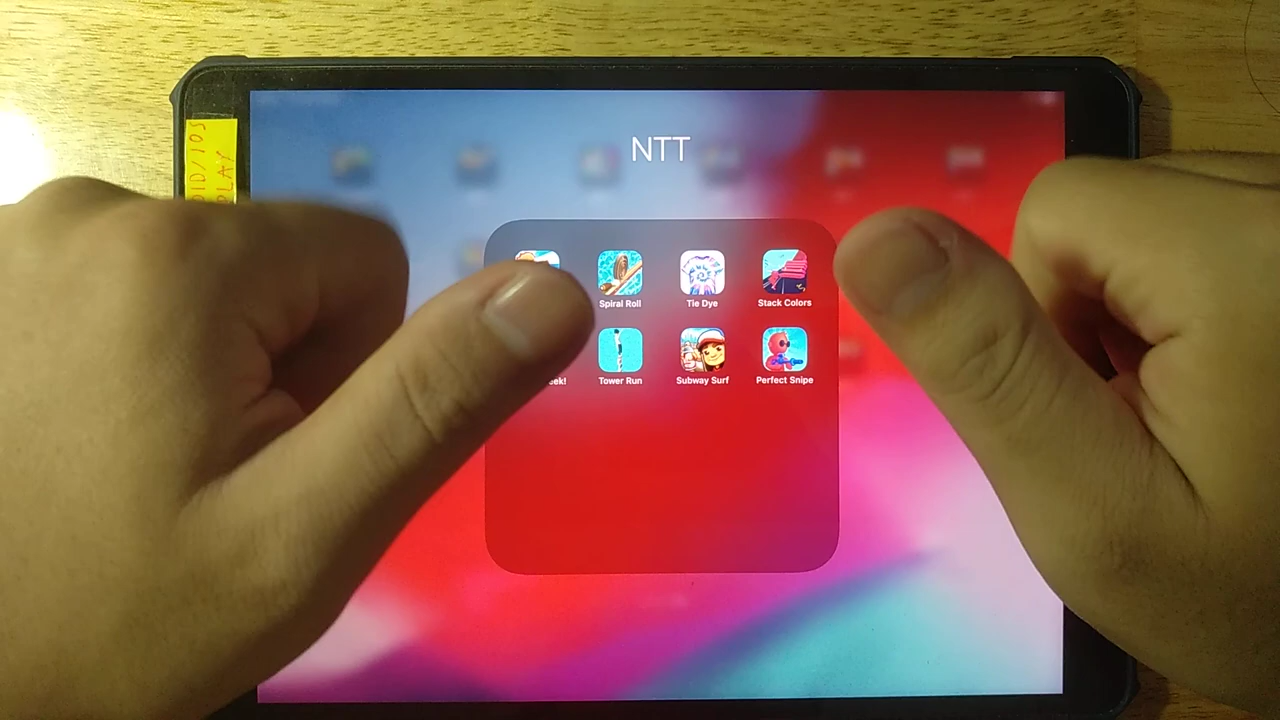 NTT
Spiral Roll
Tie Dye
Stack Colors
Tower Run
Subway Surf
Perfect Snipe